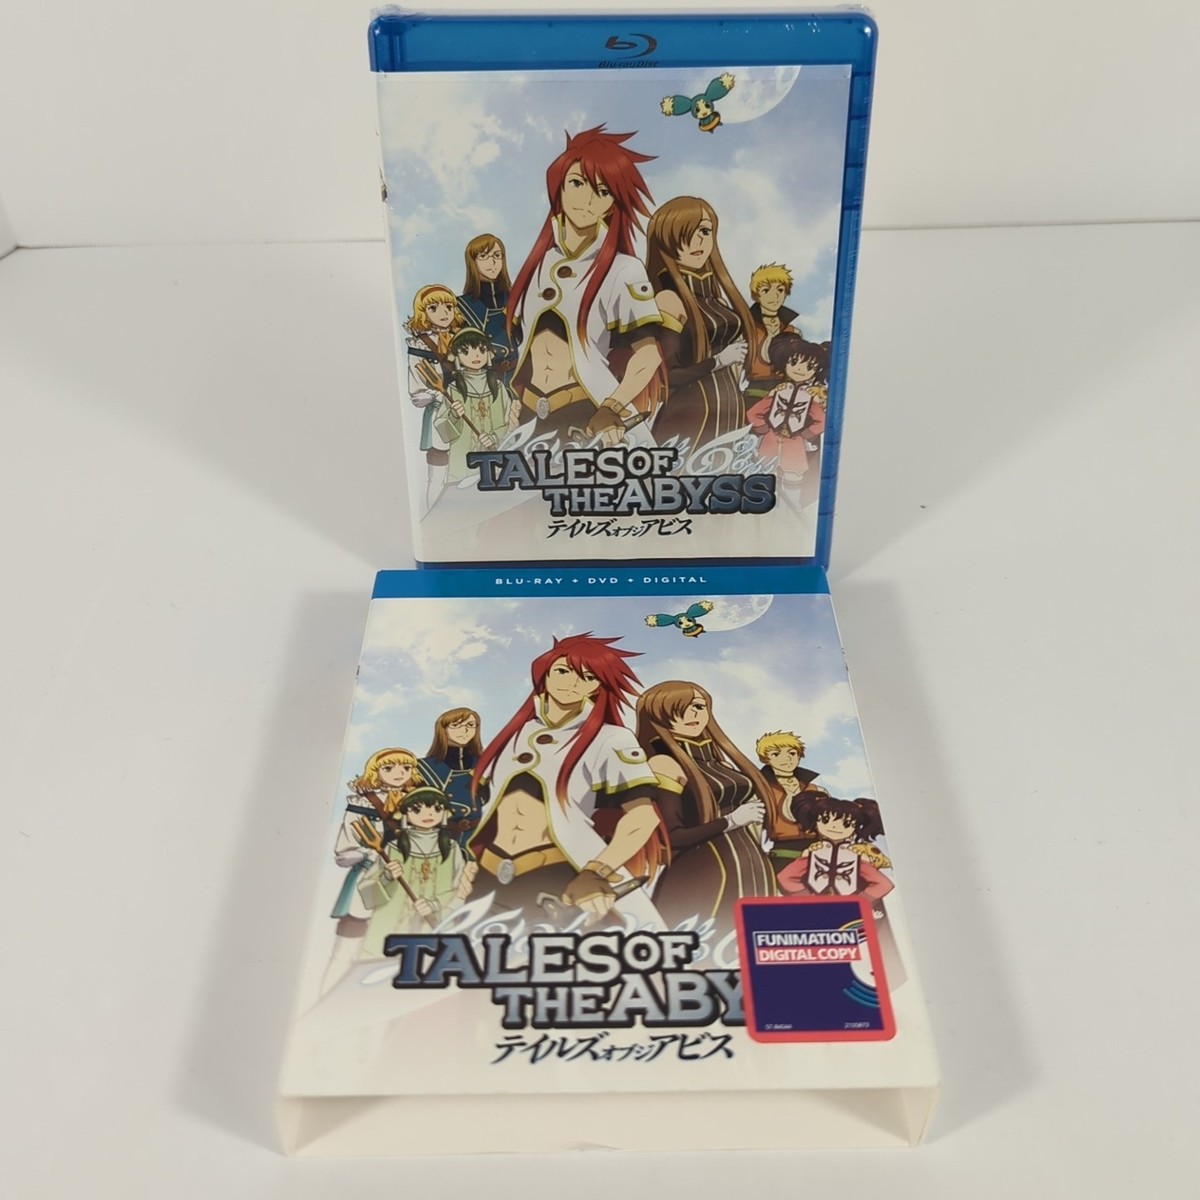 Blu-ray Disc
TALES OF
THE ABYSS
テイルズ オブ ジ アビス
BLU-RAY + DVD + DIGITAL
TALES OF
THE ABY
テイルズ オブ ジ アビス
FUNIMATION
DIGITAL COPY